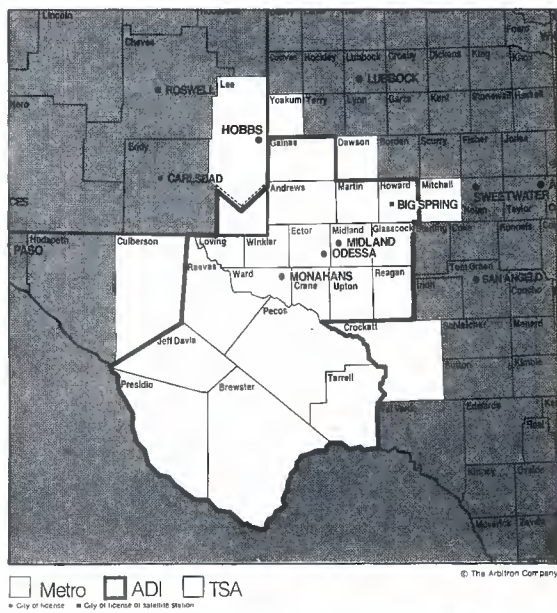 Lincoln
Chaves
Cochran Hockley Lubbock Crosby Dickens King Knox
ROSWELL
Lea
LUBBOCK
Yoakum Terry Lynn Garza Kent Stonewall Haskell
HOBBS
Eddy
Gaines Dawson Borden Scurry Fisher Jones
CARLSBAD
Andrews Martin Howard Mitchell
SWEETWATER
BIG SPRING Nolan Taylor
Hudspeth Culberson Loving Winkler Ector Midland Glasscock Sterling Coke Runnels
PASO
MIDLAND
ODESSA
Reeves Ward MONAHANS Reagan Irion Tom Green SAN ANGELO Concho
Crane Upton
Pecos
Crockett Schleicher Menard
Jeff Davis
Sutton Kimble
Presidio Brewster Terrell
Val Verde Edwards Real
Kinney Uvalde
Maverick Zavala
© The Arbitron Company
Metro ADI TSA
● City of license ■ City of license of satellite station